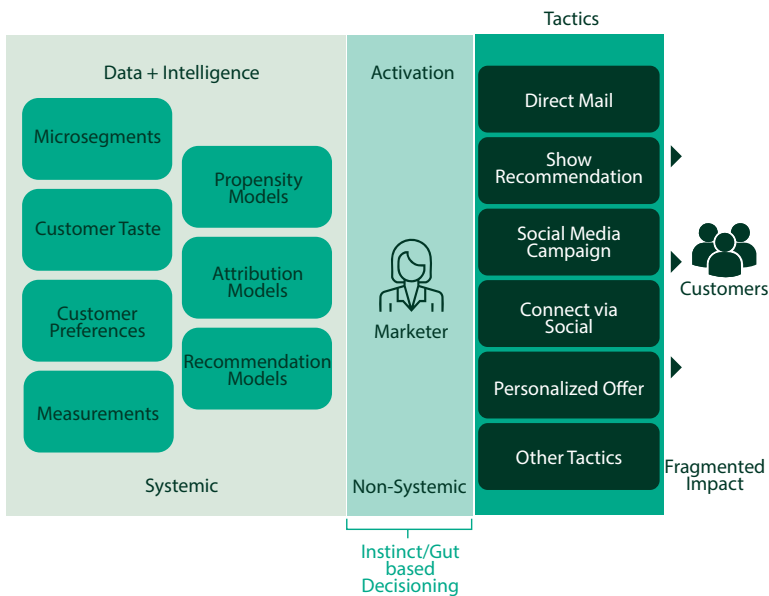 Tactics
Data + Intelligence
Activation
Microsegments
Customer Taste
Customer
Preferences
Measurements
Propensity
Models
Attribution
Models
Recommendation
Models
Marketer
Direct Mail
Show
Recommendation
Social Media
Campaign
Connect via
Social
Personalized Offer
Other Tactics
Customers
Fragmented
Impact
Systemic
Non-Systemic
Instinct/Gut
based
Decisioning